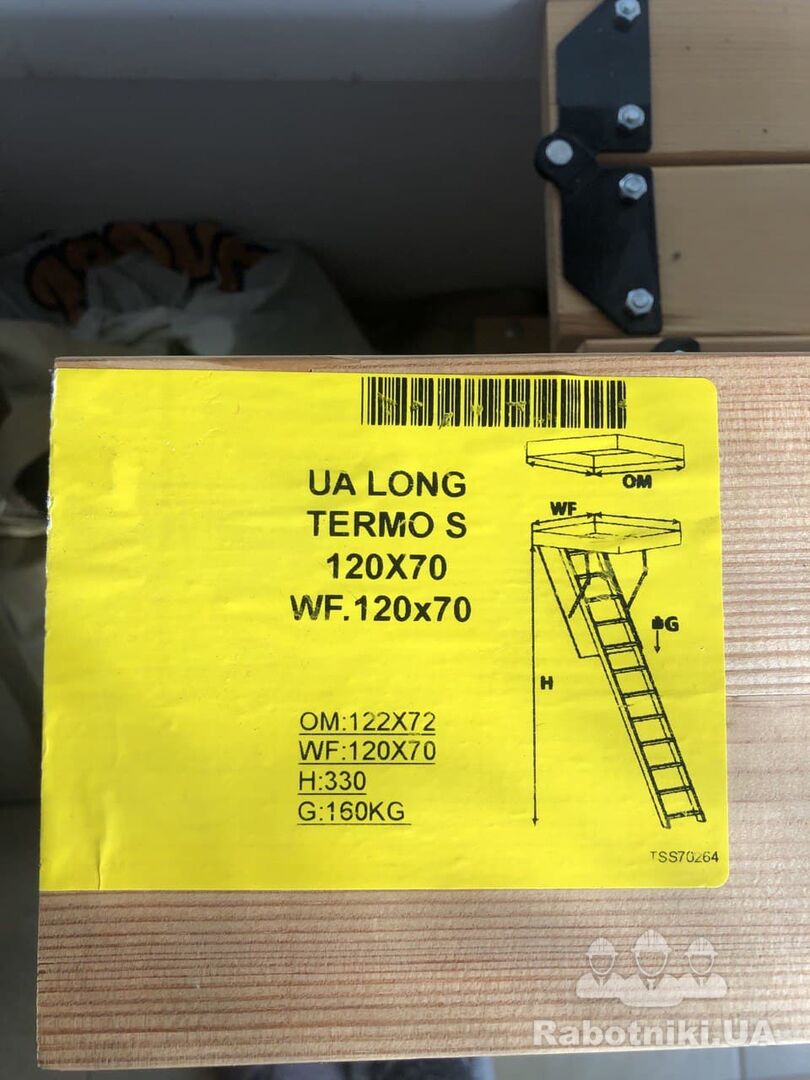 UA LONG
TERMO S
120X70
WF.120x70
OM
WF
G
H
OM:122X72
WF:120X70
H:330
G:160KG
TSS70264
Rabotniki.UA